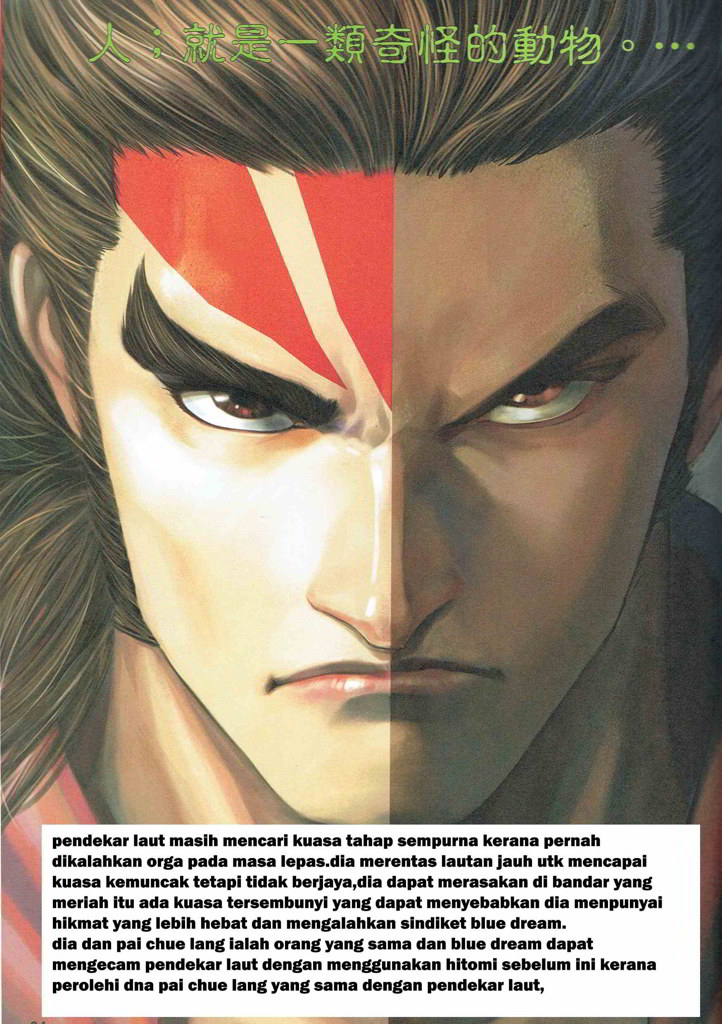 人；就是一類奇怪的動物。…
pendekar laut masih mencari kuasa tahap sempurna kerana pernah
dikalahkan orga pada masa lepas.dia merentas lautan jauh utk mencapai
kuasa kemuncak tetapi tidak berjaya,dia dapat merasakan di bandar yang
meriah itu ada kuasa tersembunyi yang dapat menyebabkan dia menpunyai
hikmat yang lebih hebat dan mengalahkan sindiket blue dream.
dia dan pai chue lang ialah orang yang sama dan blue dream dapat
mengecam pendekar laut dengan menggunakan hitomi sebelum ini kerana
perolehi dna pai chue lang yang sama dengan pendekar laut,